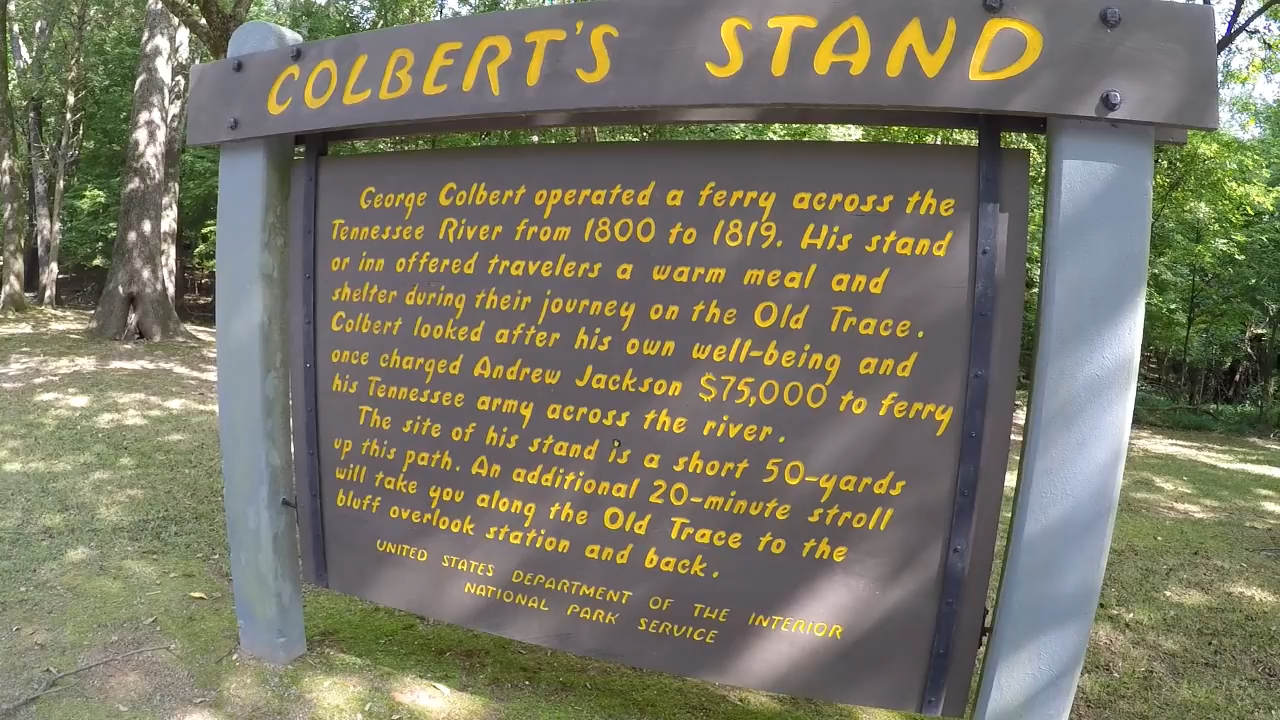 COLBERT'S STAND
George Colbert operated a ferry across the
Tennessee River from 1800 to 1819. His stand
or inn offered travelers a warm meal and
shelter during their journey on the Old Trace.
Colbert looked after his own well-being and
once charged Andrew Jackson $75,000 to ferry
his Tennessee army across the river.
The site of his stand is a short 50-yards
up this path. An additional 20-minute stroll
will take you along the Old Trace to the
bluff overlook station and back.
UNITED STATES DEPARTMENT OF THE INTERIOR
NATIONAL PARK SERVICE